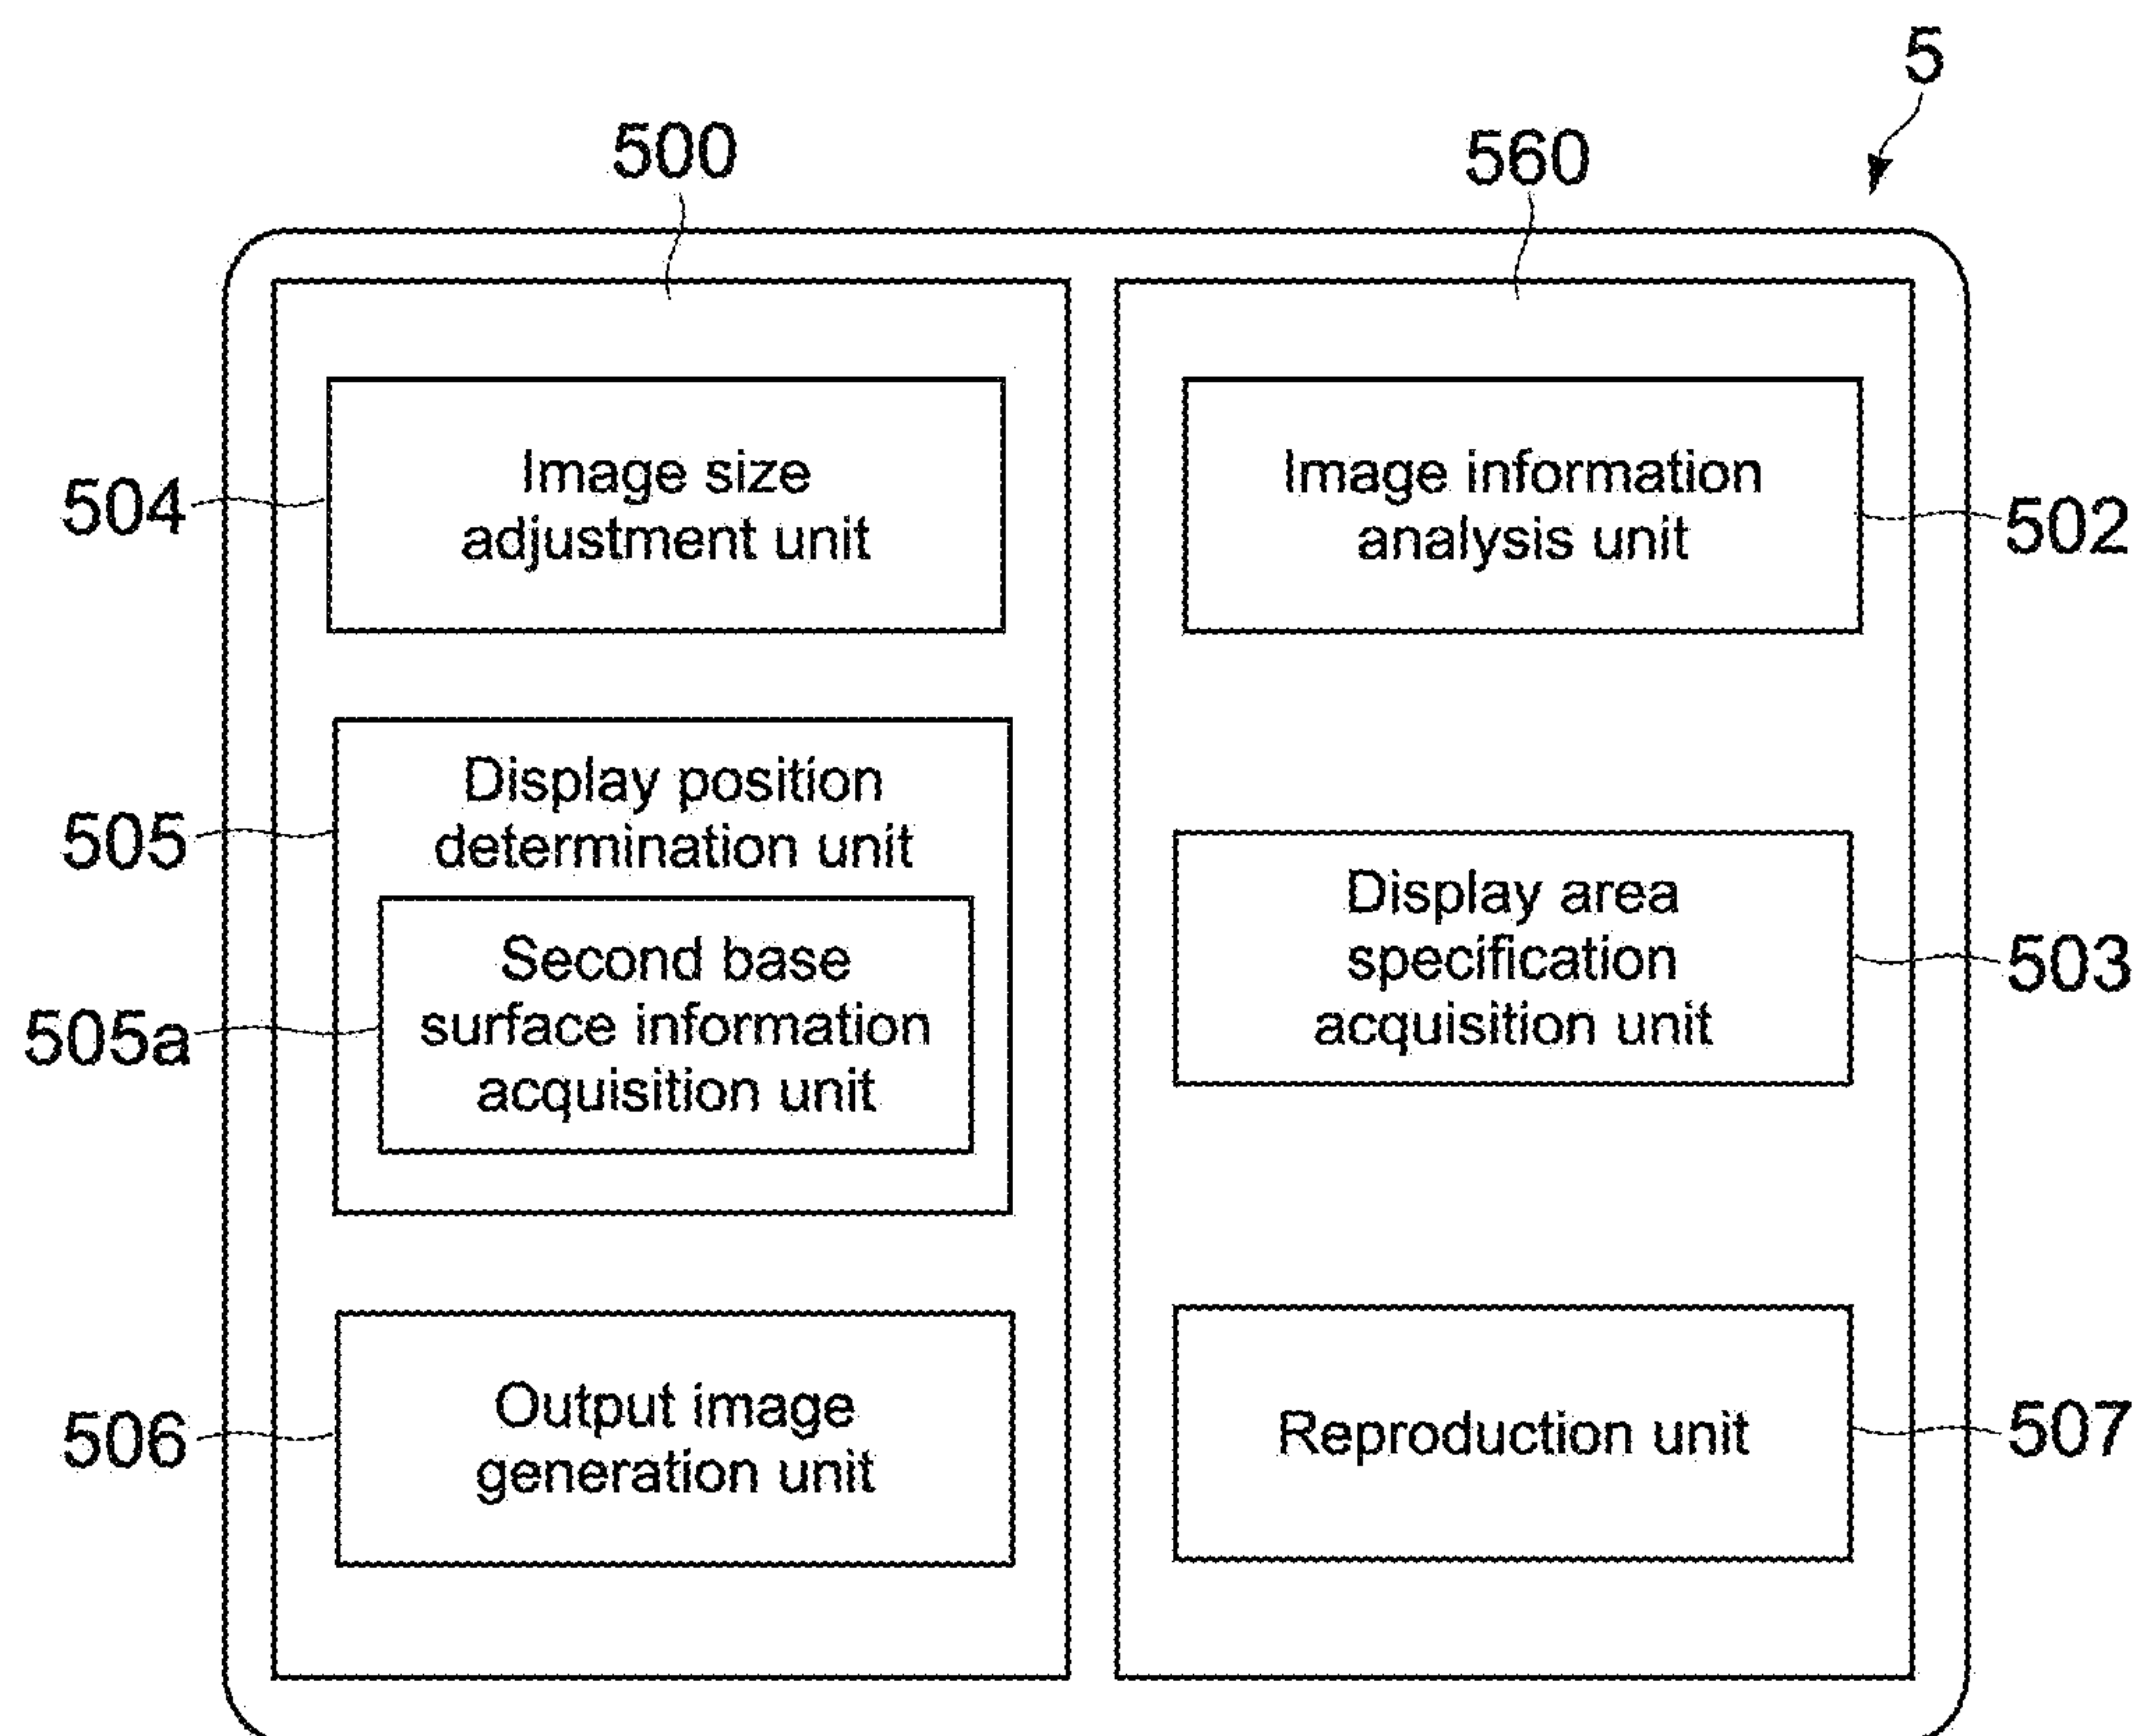 5
500
560
504
Image size
adjustment unit
Image information
analysis unit
502
505
Display position
determination unit
505a
Second base
surface information
acquisition unit
Display area
specification
acquisition unit
503
506
Output image
generation unit
Reproduction unit
507